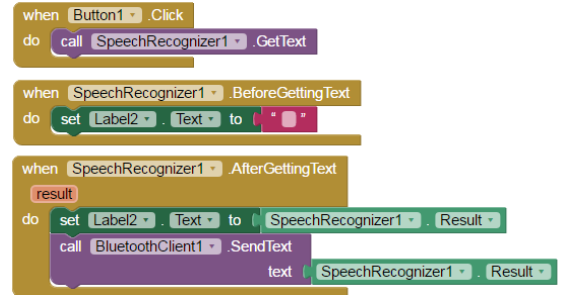 when Button1 .Click
do call SpeechRecognizer1 .GetText
when SpeechRecognizer1 .BeforeGettingText
do set Label2 . Text to " "
when SpeechRecognizer1 .AfterGettingText
result
do set Label2 . Text to SpeechRecognizer1 . Result
call BluetoothClient1 .SendText
text SpeechRecognizer1 . Result